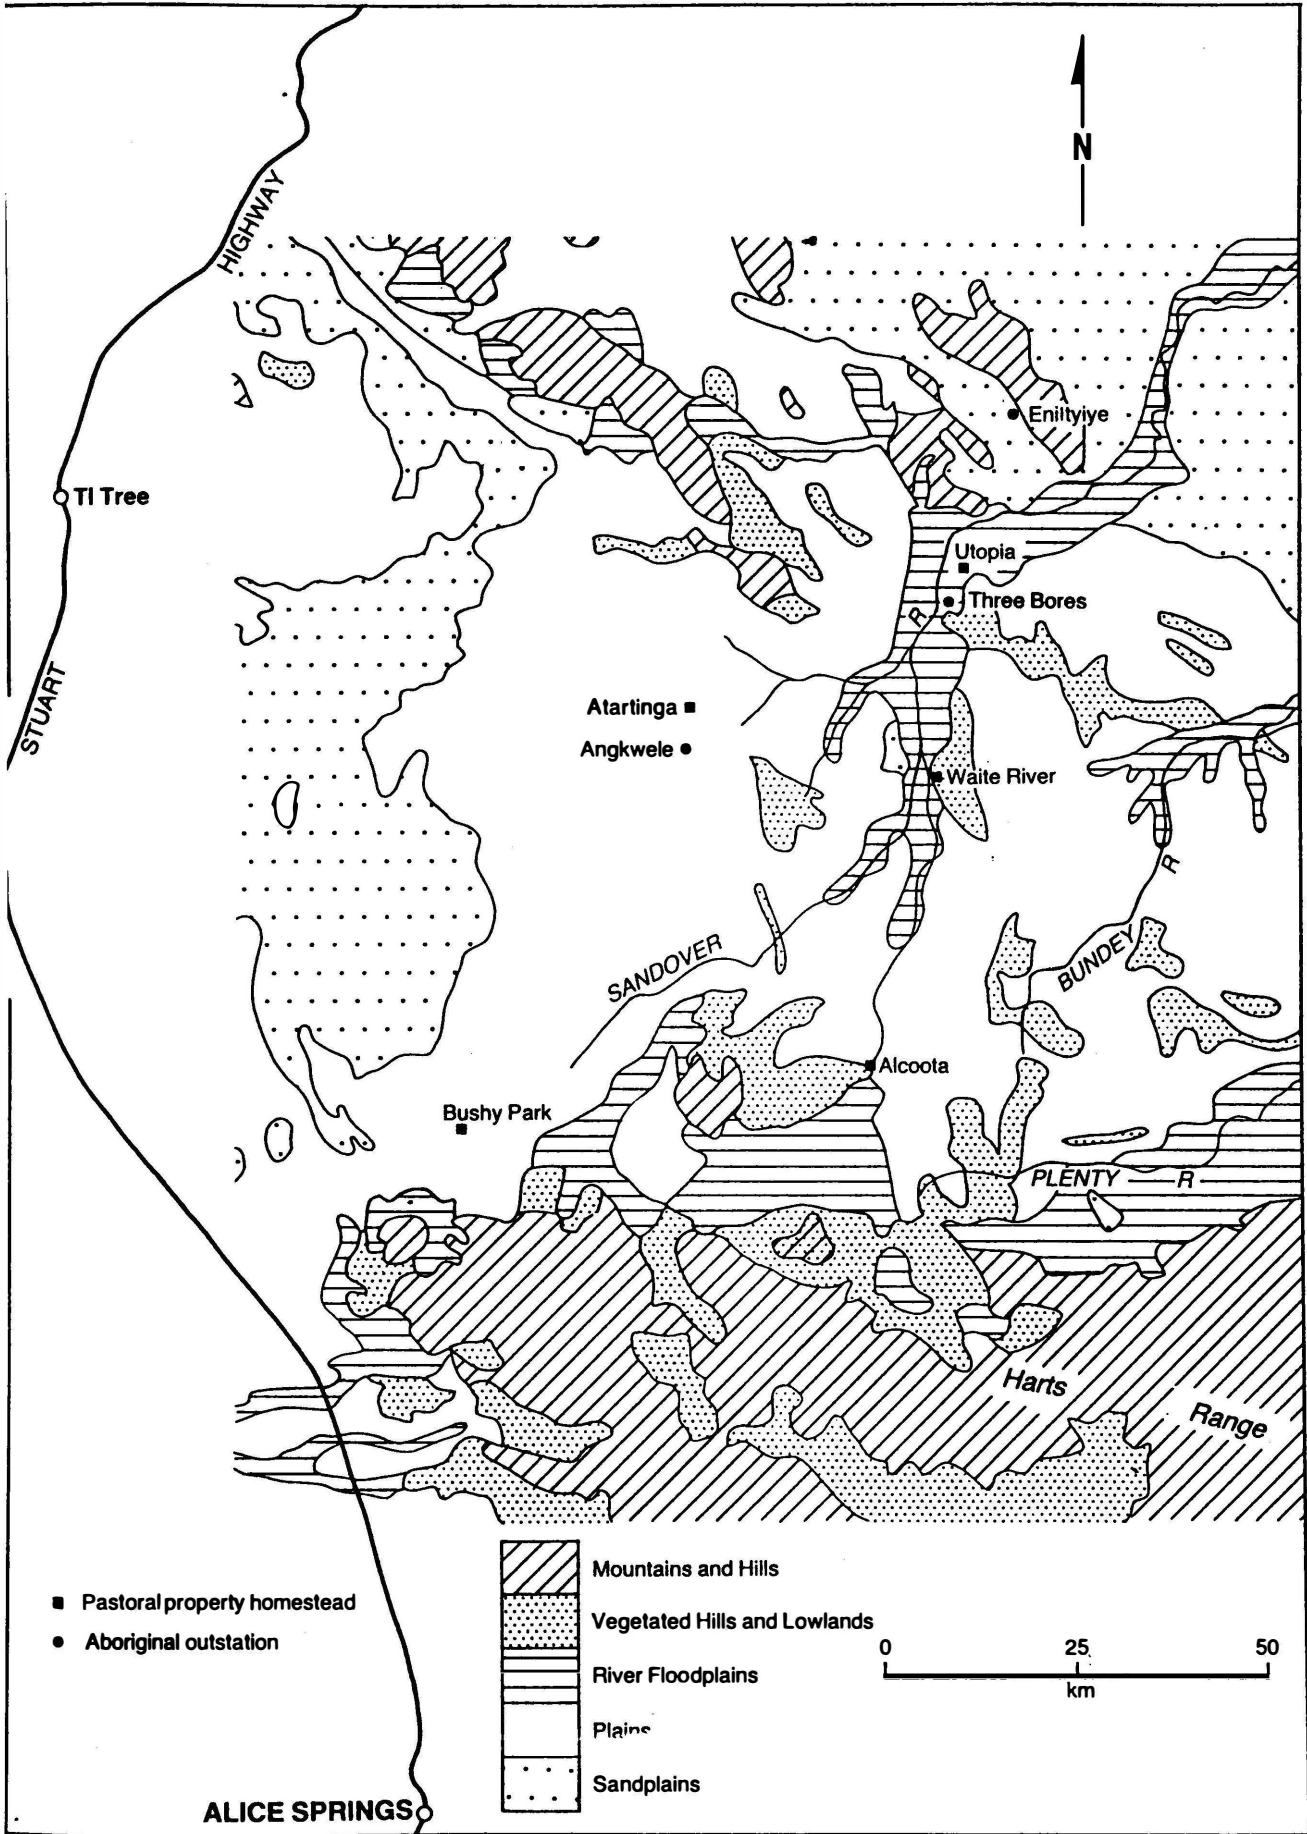 N
HIGHWAY
Eniltyiye
TI Tree
Utopia
Three Bores
R
STUART
Atartinga
Angkwele
Waite River
R
SANDOVER
BUNDEY
Alcoota
Bushy Park
PLENTY R
Harts
Range
Mountains and Hills
Pastoral property homestead
Vegetated Hills and Lowlands
Aboriginal outstation
0 25 50
km
River Floodplains
Plains
Sandplains
ALICE SPRINGS